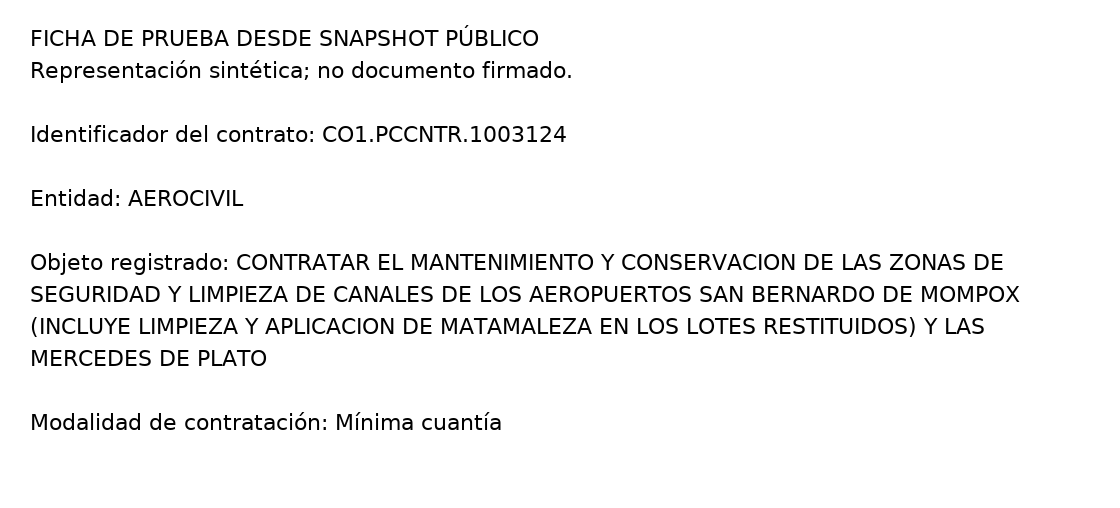 FICHA DE PRUEBA DESDE SNAPSHOT PÚBLICO
Representación sintética; no documento firmado.
Identificador del contrato: CO1.PCCNTR.1003124
Entidad: AEROCIVIL
Objeto registrado: CONTRATAR EL MANTENIMIENTO Y CONSERVACION DE LAS ZONAS DE
SEGURIDAD Y LIMPIEZA DE CANALES DE LOS AEROPUERTOS SAN BERNARDO DE MOMPOX
(INCLUYE LIMPIEZA Y APLICACION DE MATAMALEZA EN LOS LOTES RESTITUIDOS) Y LAS
MERCEDES DE PLATO
Modalidad de contratación: Mínima cuantía